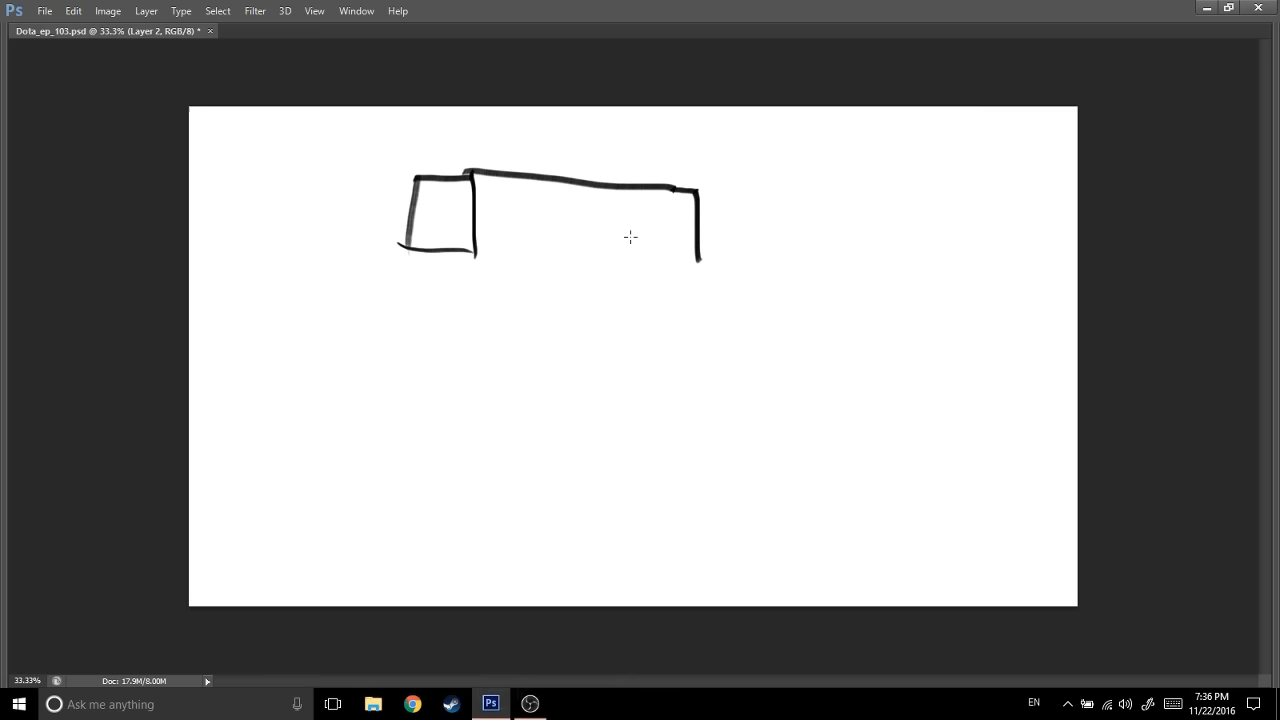 Ps File Edit Image Layer Type Select Filter 3D View Window Help
Dota_ep_103.psd @ 33.3% (Layer 2, RGB/8) * ×
33.33% Doc: 17.9M/8.00M
Ask me anything Ps EN 7:36 PM
11/22/2016